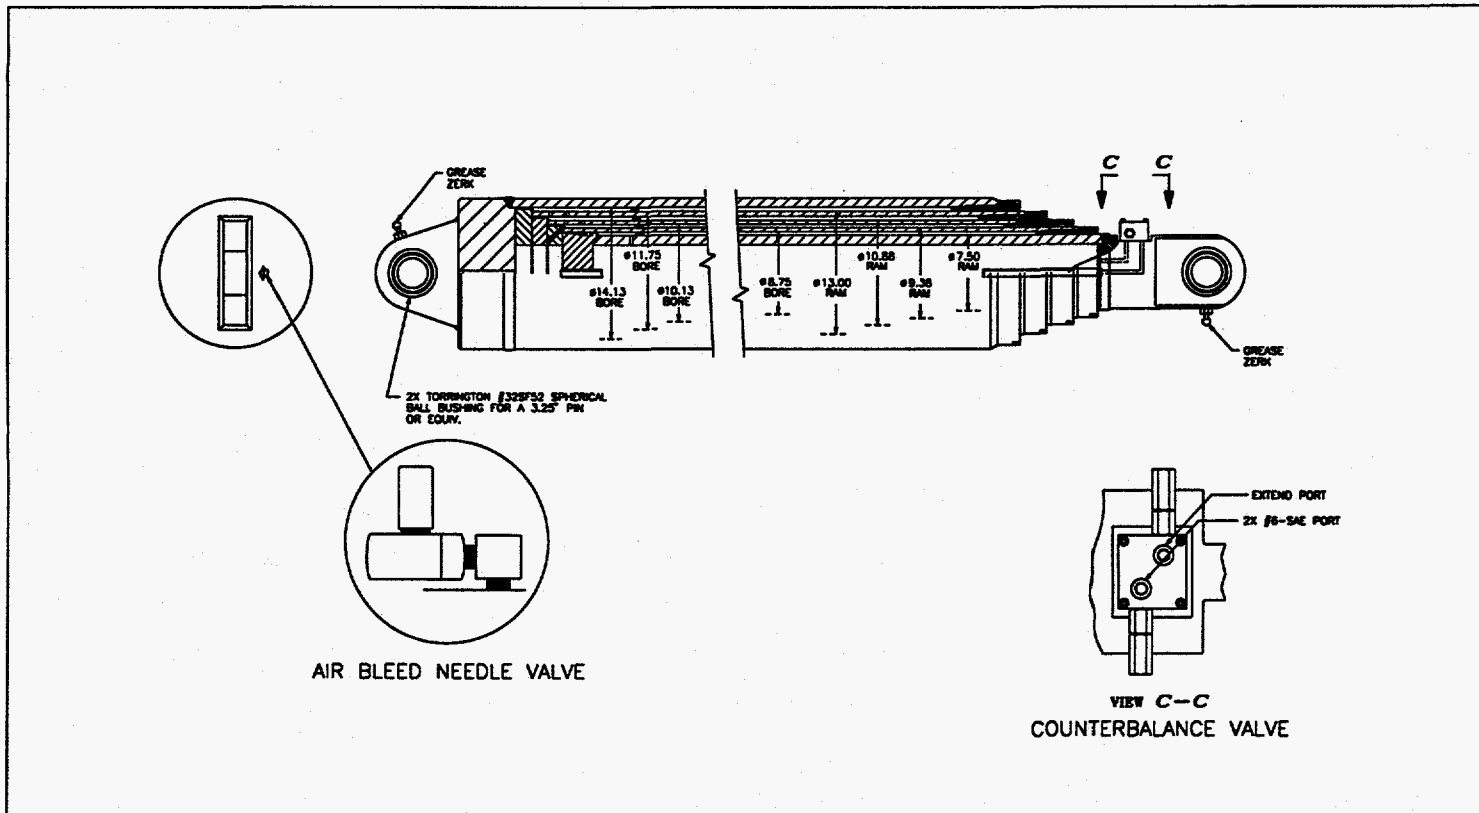 GREASE
ZERK
C C
ø11.75
BORE
ø14.13
BORE
ø10.13
BORE
ø8.75
BORE
ø13.00
RAM
ø10.88
RAM
ø9.38
RAM
ø7.50
RAM
GREASE
ZERK
2X TORRINGTON #32SF52 SPHERICAL
BALL BUSHING FOR A 3.25" PIN
OR EQUIV.
AIR BLEED NEEDLE VALVE
EXTEND PORT
2X #6-SAE PORT
VIEW C-C
COUNTERBALANCE VALVE